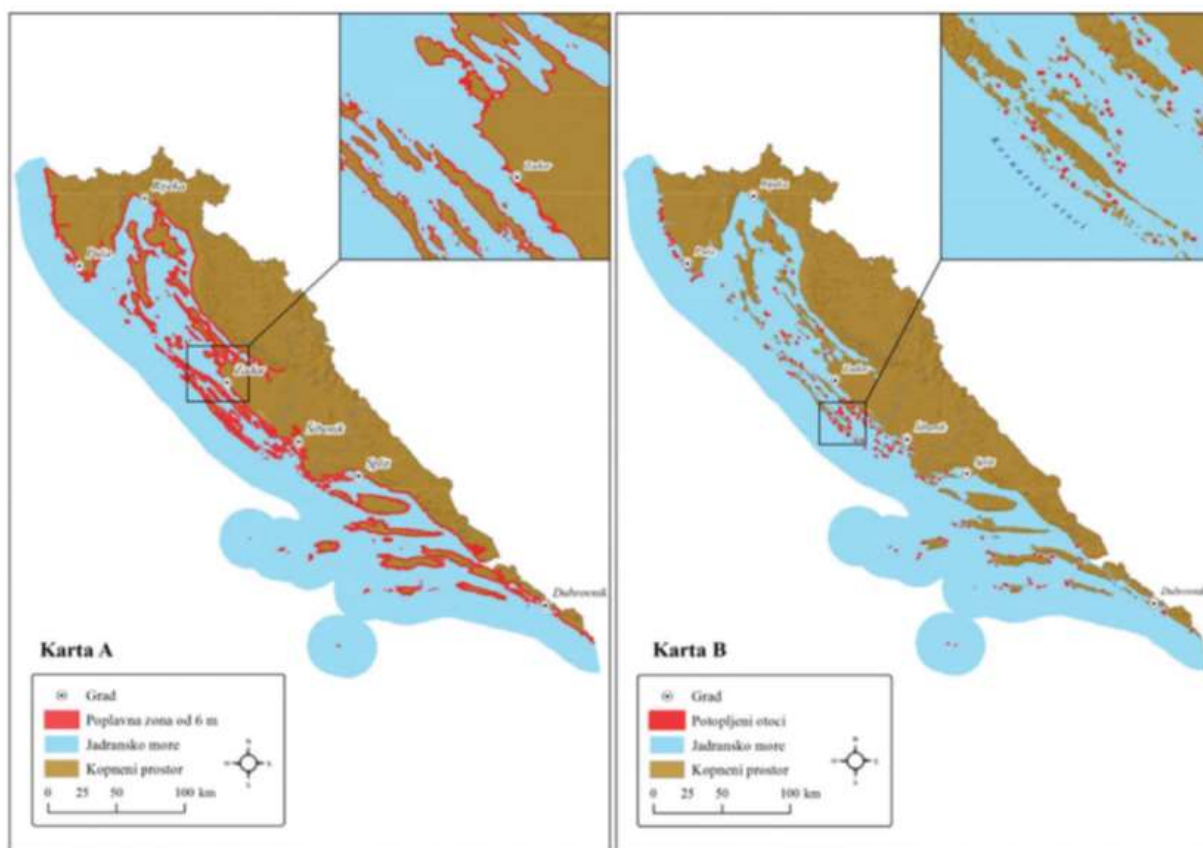 Zadar
Rijeka
Pula
Zadar
Šibenik
Split
Dubrovnik
Karta A
Grad
Poplavna zona od 6 m
Jadransko more
Kopneni prostor
0 25 50 100 km
N
W E
S
Kornatski otoci
Rijeka
Pula
Zadar
Šibenik
Split
Dubrovnik
Karta B
Grad
Potopljeni otoci
Jadransko more
Kopneni prostor
0 25 50 100 km
N
W E
S